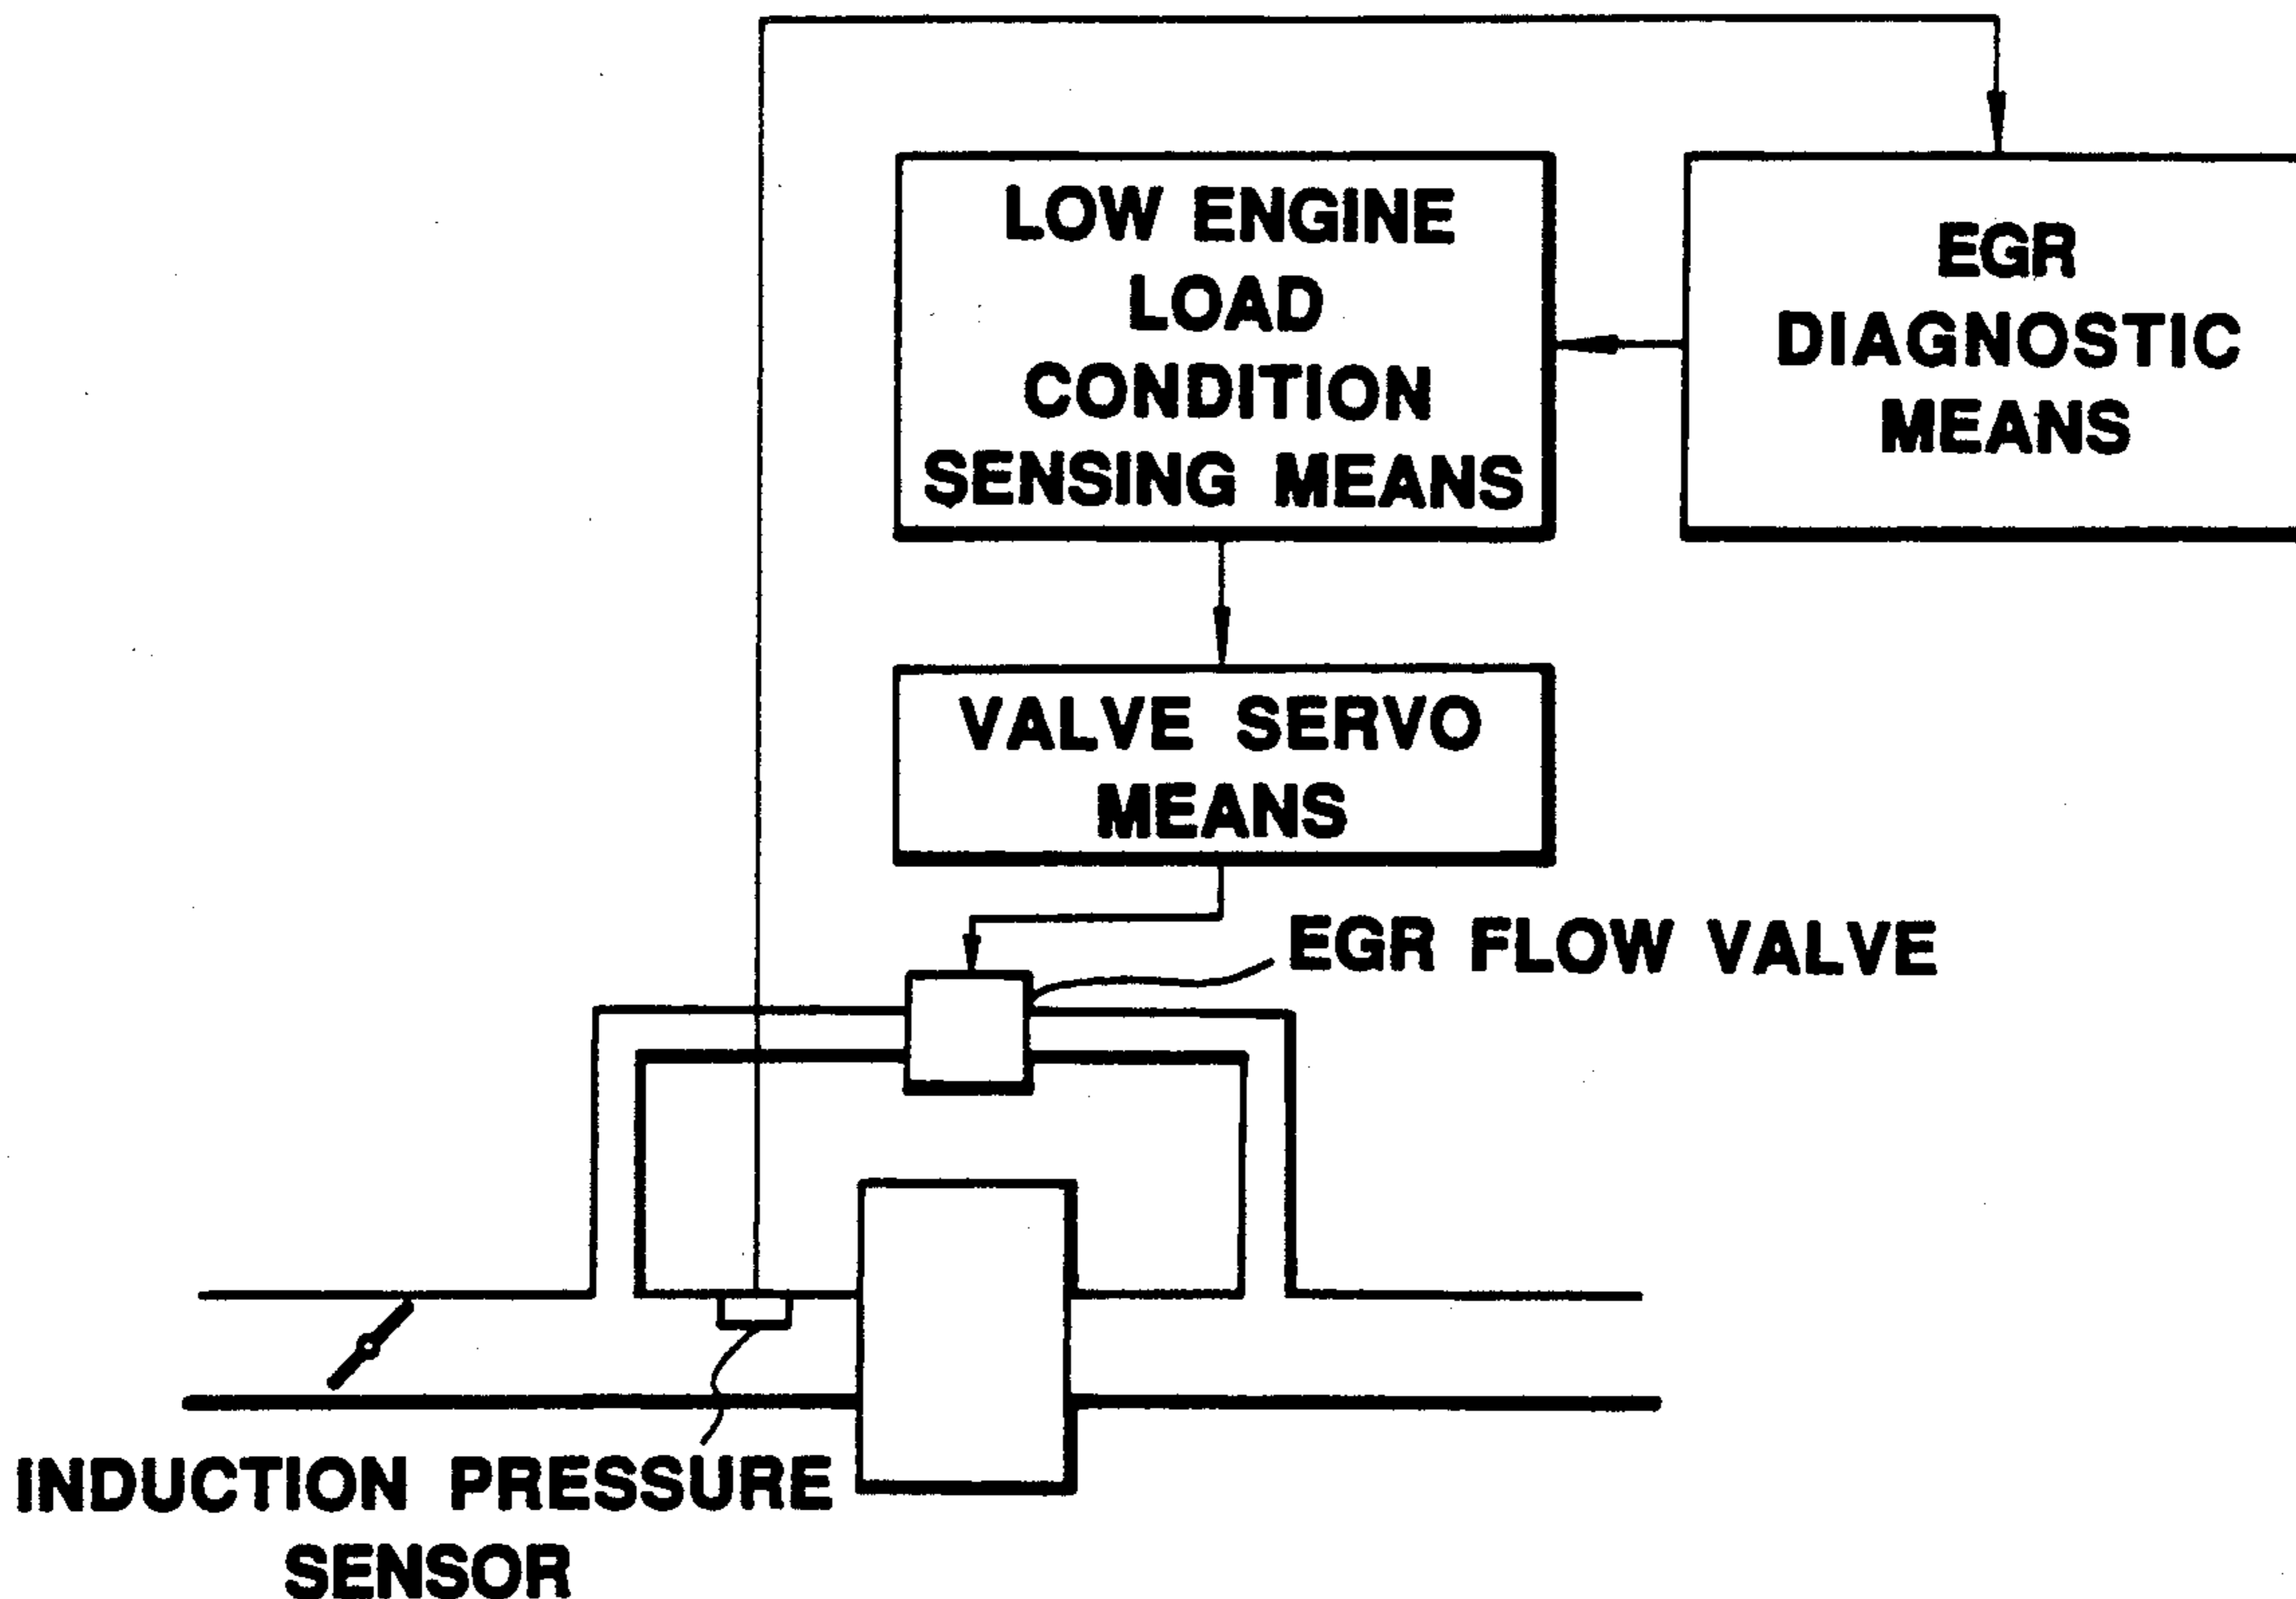 LOW ENGINE
LOAD
CONDITION
SENSING MEANS
EGR
DIAGNOSTIC
MEANS
VALVE SERVO
MEANS
EGR FLOW VALVE
INDUCTION PRESSURE
SENSOR